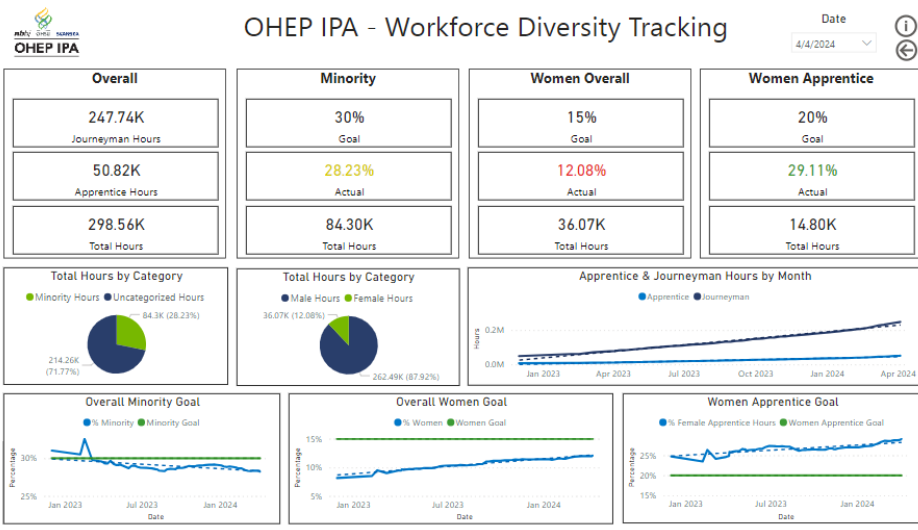 nbbj OHSU SKANSKA
OHEP IPA
OHEP IPA - Workforce Diversity Tracking
Date
4/4/2024
Overall
247.74K
Journeyman Hours
50.82K
Apprentice Hours
298.56K
Total Hours
Minority
30%
Goal
28.23%
Actual
84.30K
Total Hours
Women Overall
15%
Goal
12.08%
Actual
36.07K
Total Hours
Women Apprentice
20%
Goal
29.11%
Actual
14.80K
Total Hours
Total Hours by Category
Minority Hours Uncategorized Hours
84.3K (28.23%)
214.26K
(71.77%)
Total Hours by Category
Male Hours Female Hours
36.07K (12.08%)
262.49K (87.92%)
Apprentice & Journeyman Hours by Month
Apprentice Journeyman
Hours
0.2M
0.0M
Jan 2023 Apr 2023 Jul 2023 Oct 2023 Jan 2024 Apr 2024
Overall Minority Goal
% Minority Minority Goal
Percentage
30%
25%
Jan 2023 Jul 2023 Jan 2024
Date
Overall Women Goal
% Women Women Goal
Percentage
15%
10%
5%
Jan 2023 Jul 2023 Jan 2024
Date
Women Apprentice Goal
% Female Apprentice Hours Women Apprentice Goal
Percentage
25%
20%
15%
Jan 2023 Jul 2023 Jan 2024
Date